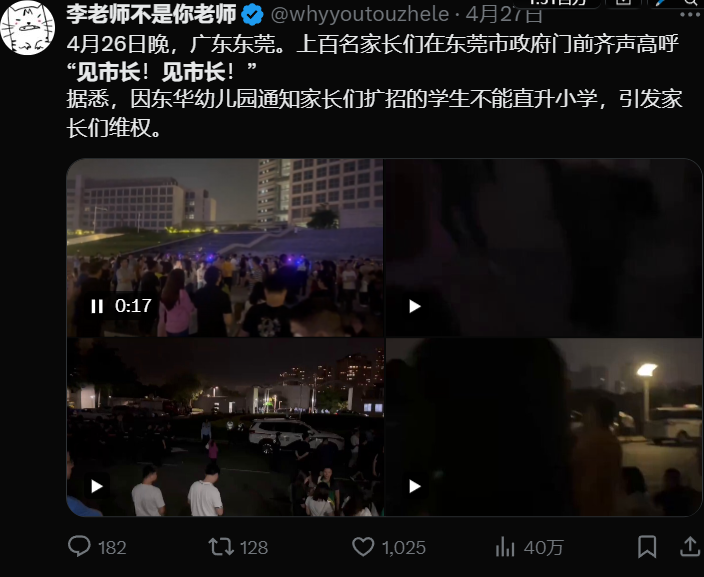 李老师不是你老师 @whyyoutouzhele · 4月27日
4月26日晚，广东东莞。上百名家长们在东莞市政府门前齐声高呼
“见市长！见市长！”
据悉，因东华幼儿园通知家长们扩招的学生不能直升小学，引发家
长们维权。
0:17
182 128 1,025 40万